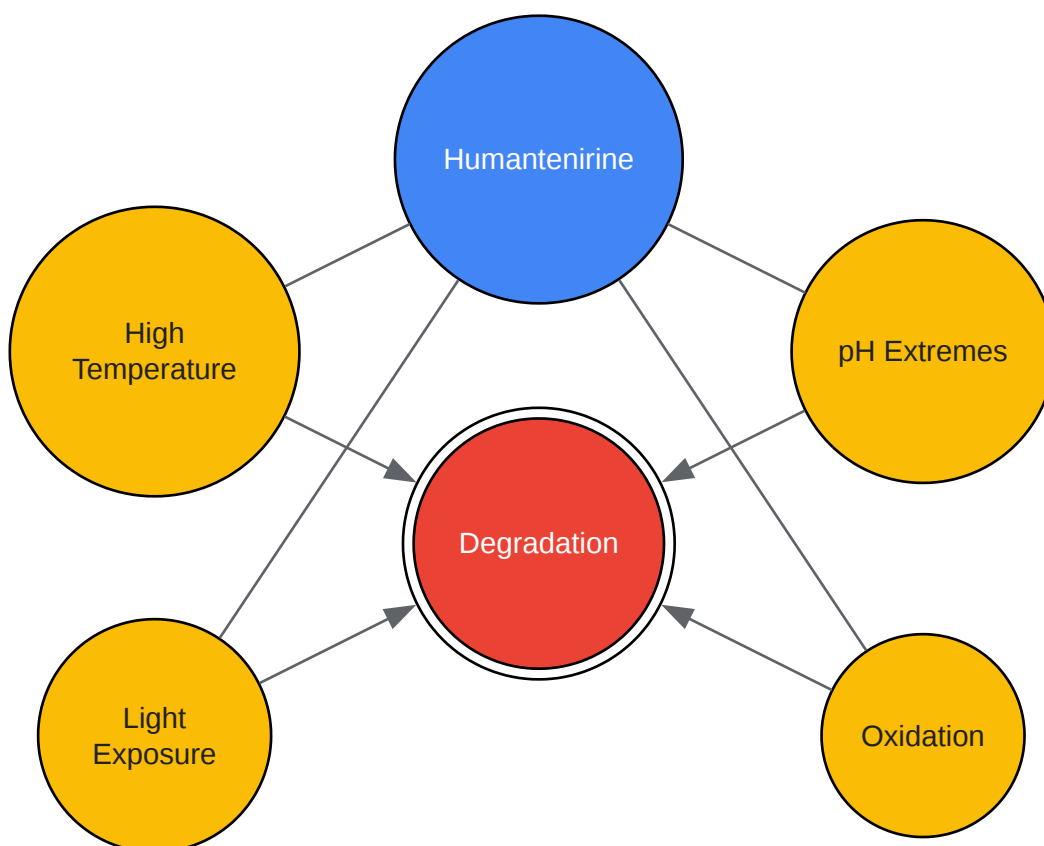 Humantenirine
High
Temperature
pH Extremes
Degradation
Light
Exposure
Oxidation